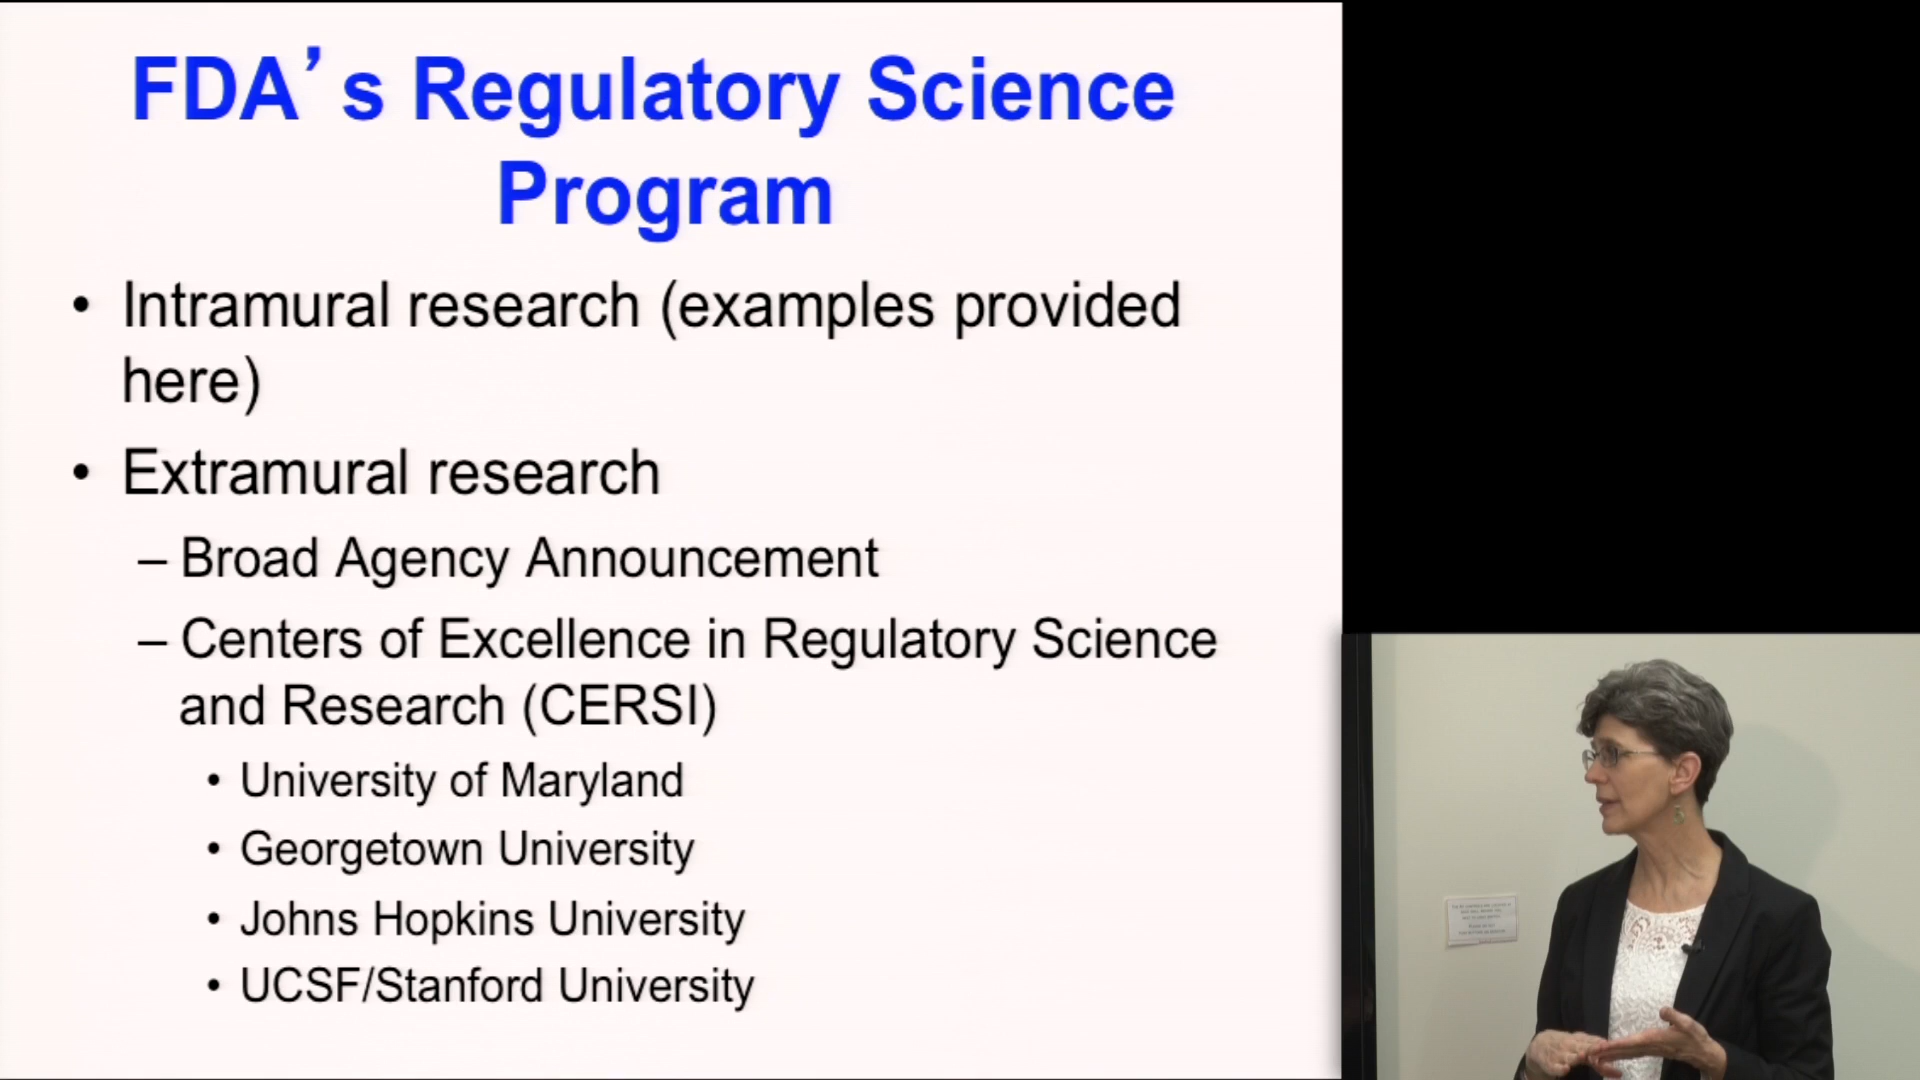 FDA’s Regulatory Science
Program
• Intramural research (examples provided
here)
• Extramural research
– Broad Agency Announcement
– Centers of Excellence in Regulatory Science
and Research (CERSI)
• University of Maryland
• Georgetown University
• Johns Hopkins University
• UCSF/Stanford University